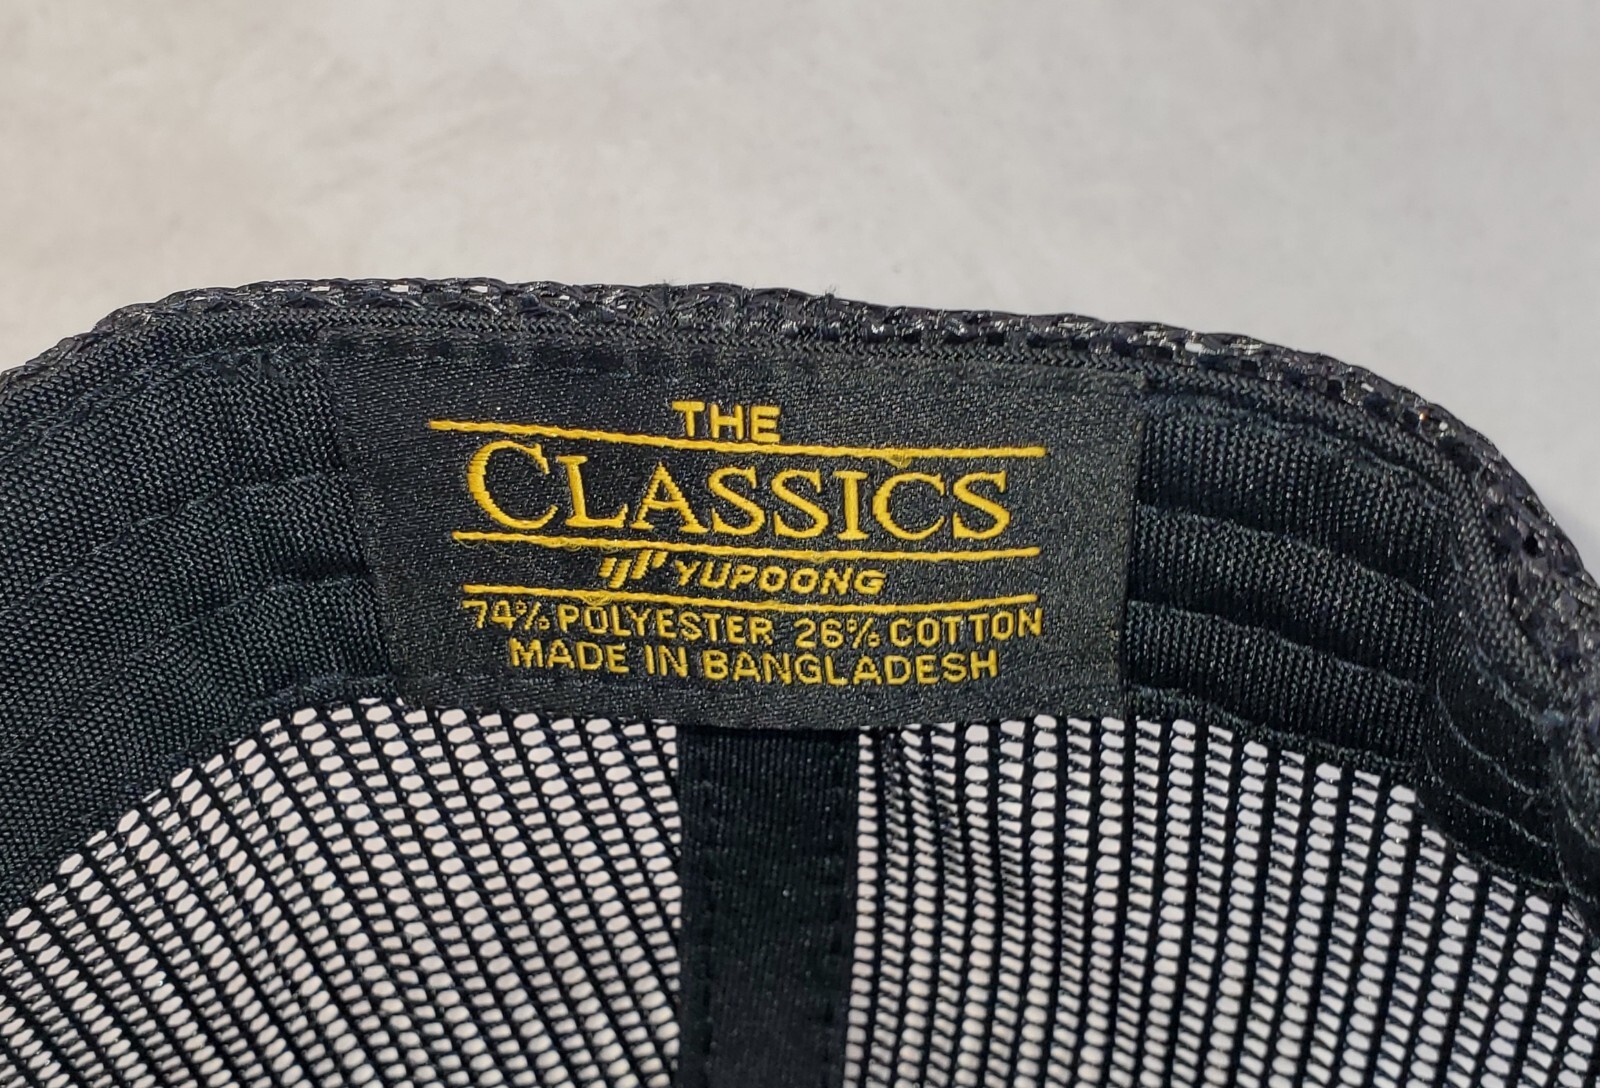 THE
CLASSICS
YUPOONG
74% POLYESTER 26% COTTON
MADE IN BANGLADESH